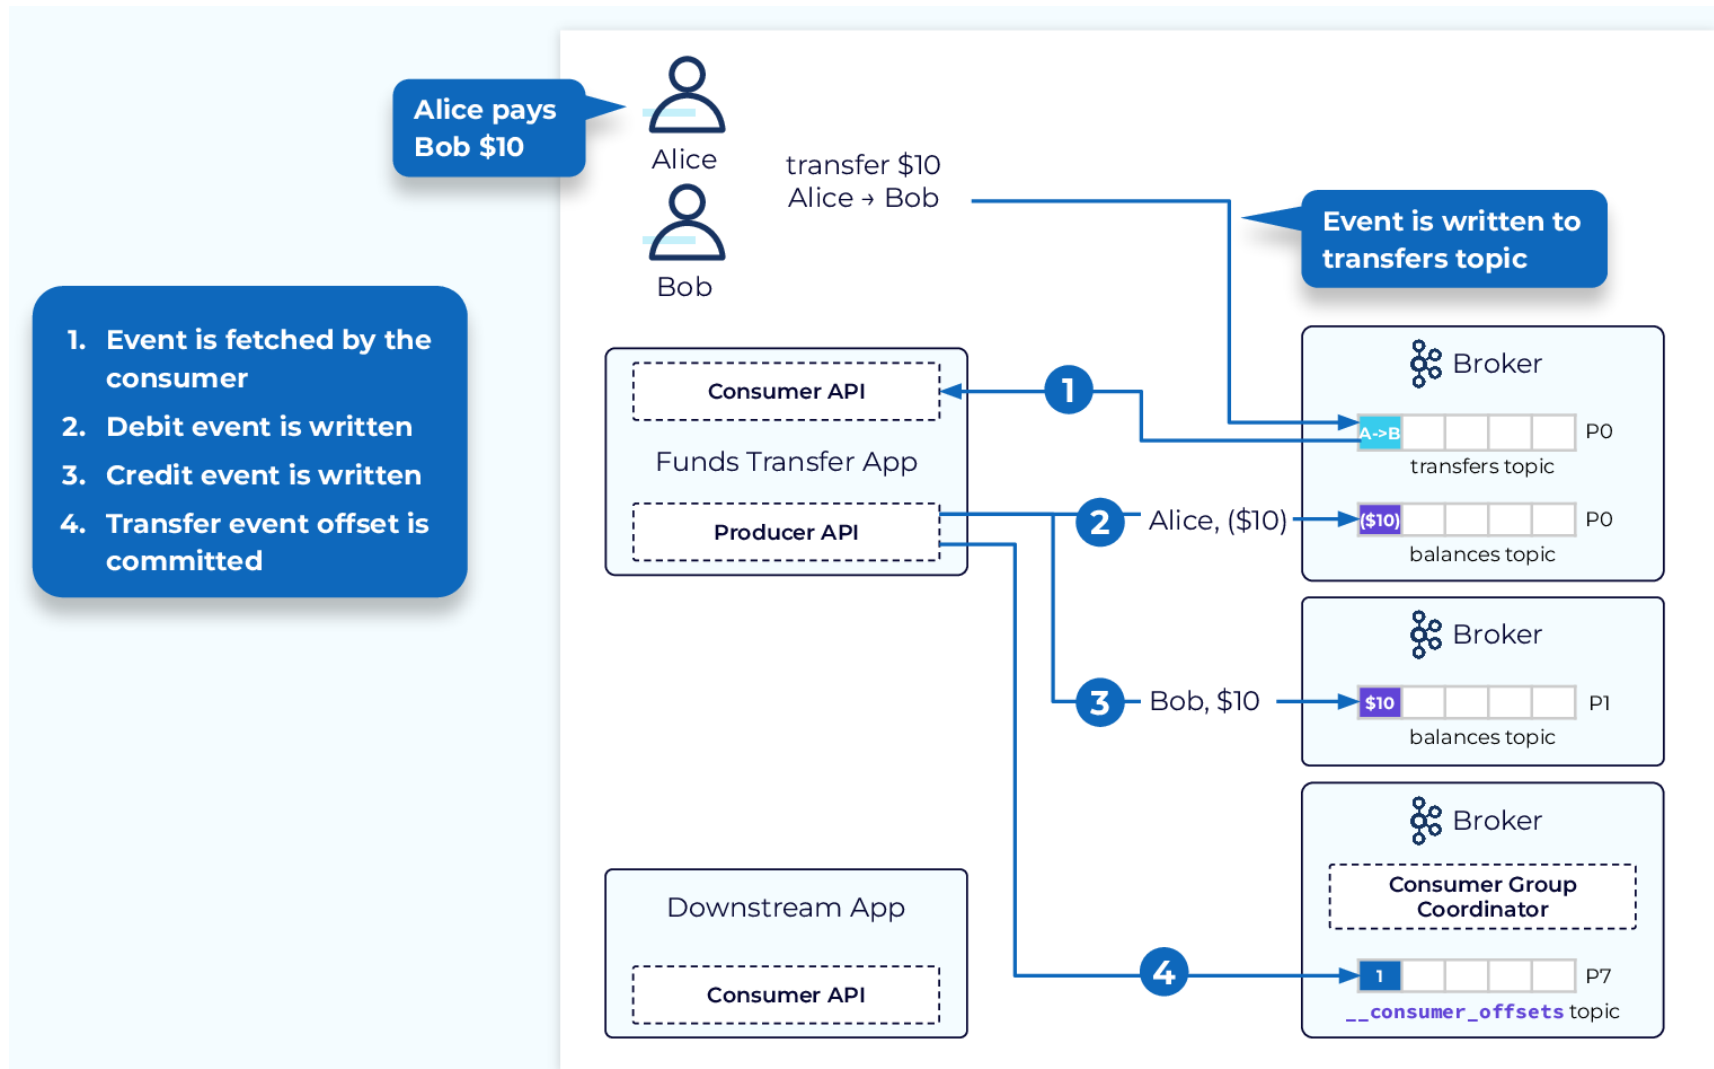 Alice pays
Bob $10
Alice
transfer $10
Alice → Bob
Bob
Event is written to
transfers topic
1. Event is fetched by the
consumer
2. Debit event is written
3. Credit event is written
4. Transfer event offset is
committed
Consumer API
Funds Transfer App
Producer API
1
Broker
A->B
P0
transfers topic
2
Alice, ($10)
($10)
P0
balances topic
Broker
3
Bob, $10
$10
P1
balances topic
Broker
Consumer Group
Coordinator
4
1
P7
__consumer_offsets topic
Downstream App
Consumer API